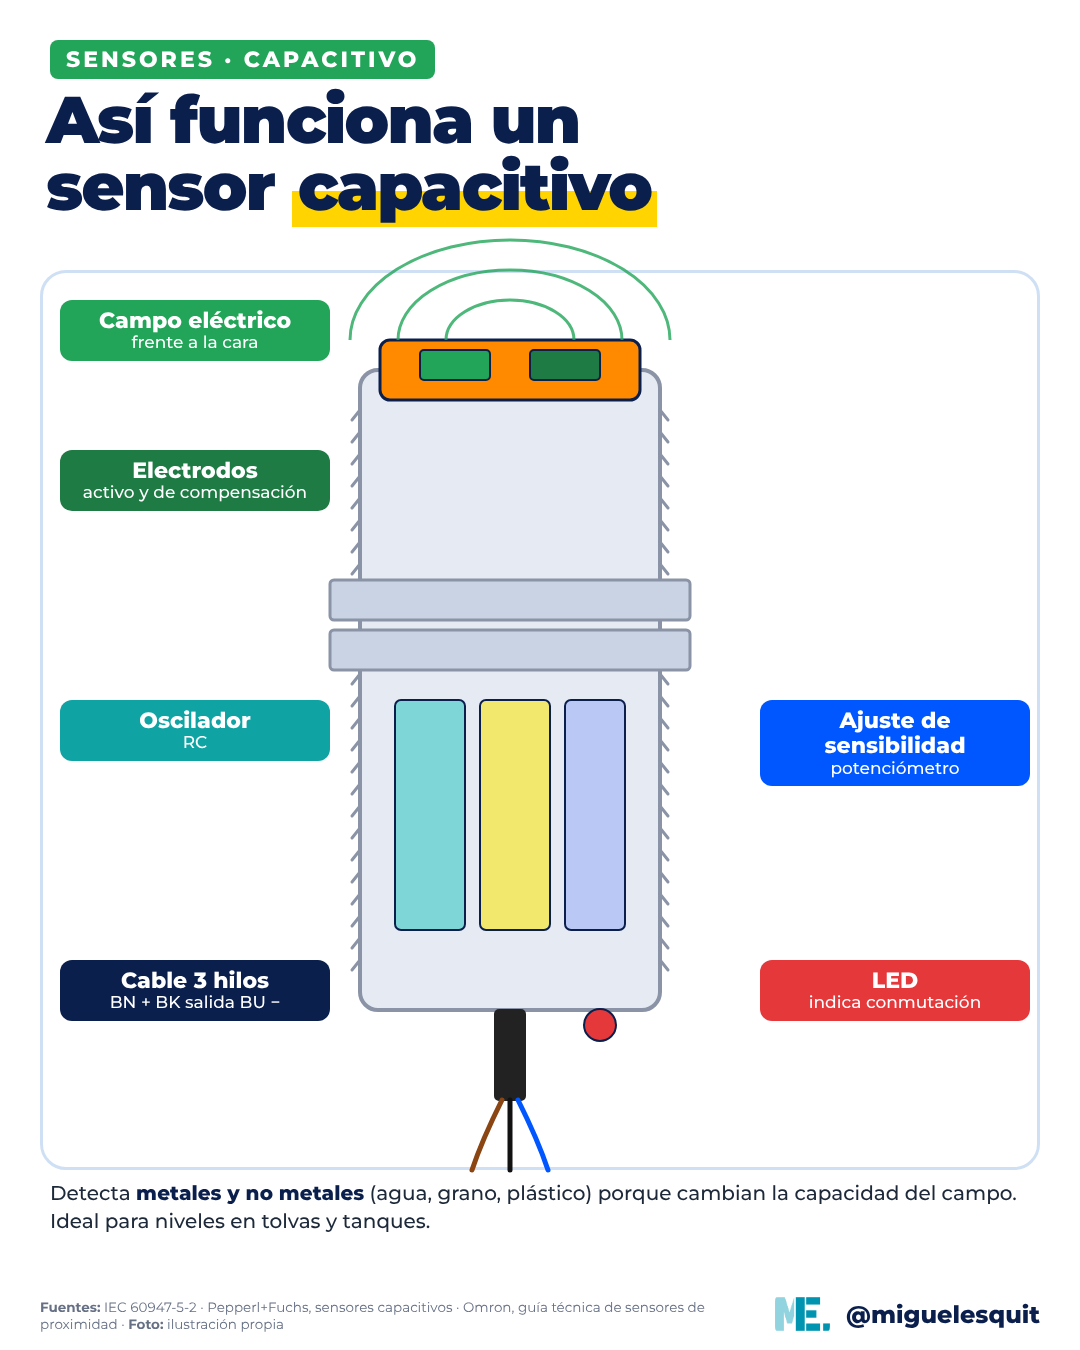 SENSORES · CAPACITIVO
Así funciona un
sensor capacitivo
Campo eléctrico
frente a la cara
Electrodos
activo y de compensación
Oscilador
RC
Ajuste de
sensibilidad
potenciómetro
Cable 3 hilos
BN + BK salida BU −
LED
indica conmutación
Detecta metales y no metales (agua, grano, plástico) porque cambian la capacidad del campo.
Ideal para niveles en tolvas y tanques.
Fuentes: IEC 60947-5-2 · Pepperl+Fuchs, sensores capacitivos · Omron, guía técnica de sensores de
proximidad · Foto: ilustración propia
ME. @miguelesquit